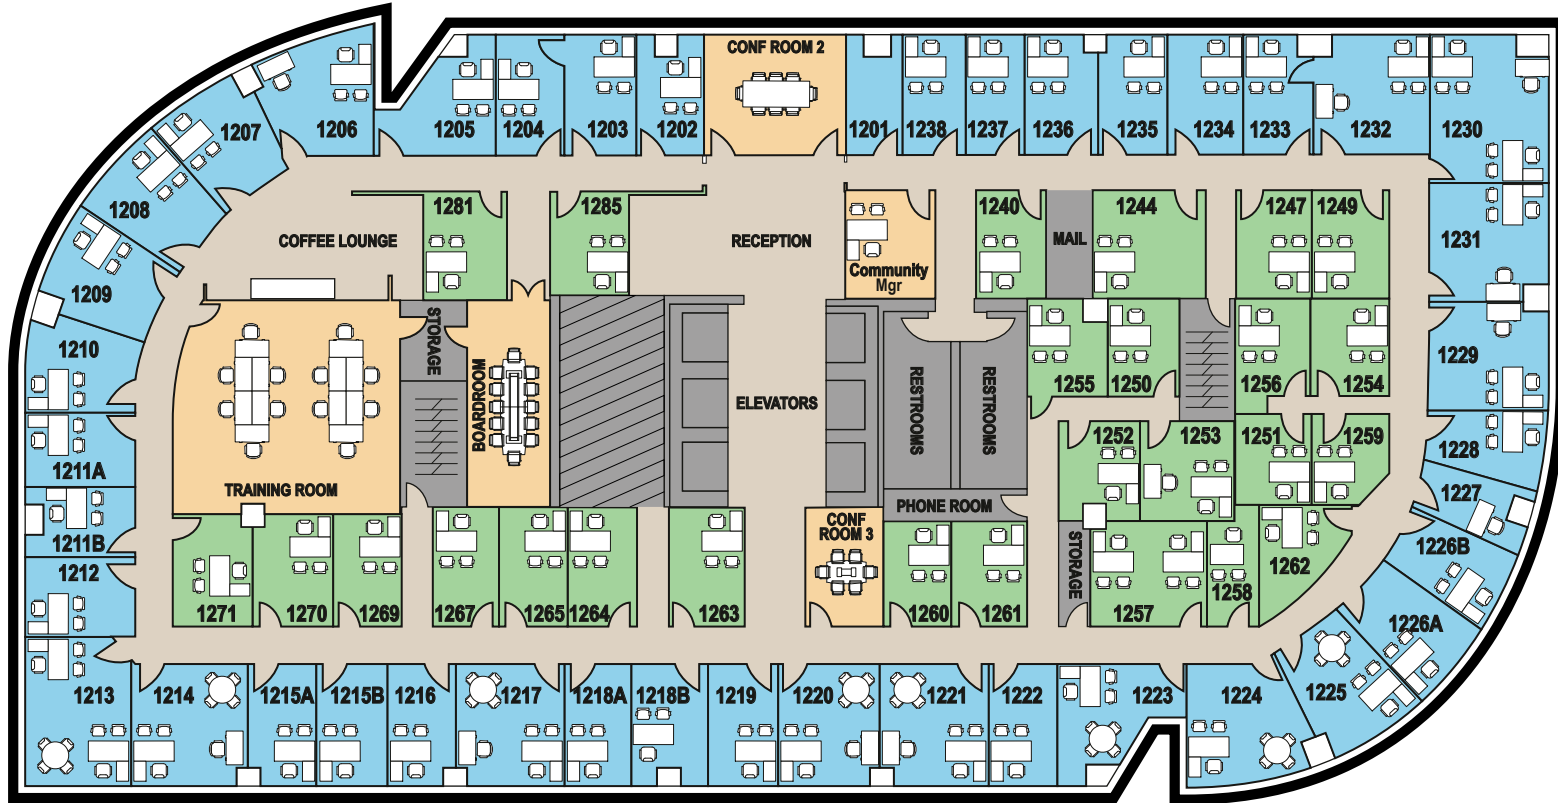 CONF ROOM 2
1207
1206
1205
1204
1203
1202
1201
1238
1237
1236
1235
1234
1233
1232
1230
1208
1281
1285
1240
1244
1247
1249
COFFEE LOUNGE
RECEPTION
MAIL
1231
Community
Mgr
1209
1210
STORAGE
BOARDROOM
ELEVATORS
RESTROOMS
RESTROOMS
1255
1250
1256
1254
1229
1211A
1252
1253
1251
1259
1228
TRAINING ROOM
PHONE ROOM
1227
1211B
CONF
ROOM 3
STORAGE
1226B
1212
1262
1271
1270
1269
1267
1265
1264
1263
1260
1261
1257
1258
1226A
1213
1214
1215A
1215B
1216
1217
1218A
1218B
1219
1220
1221
1222
1223
1224
1225